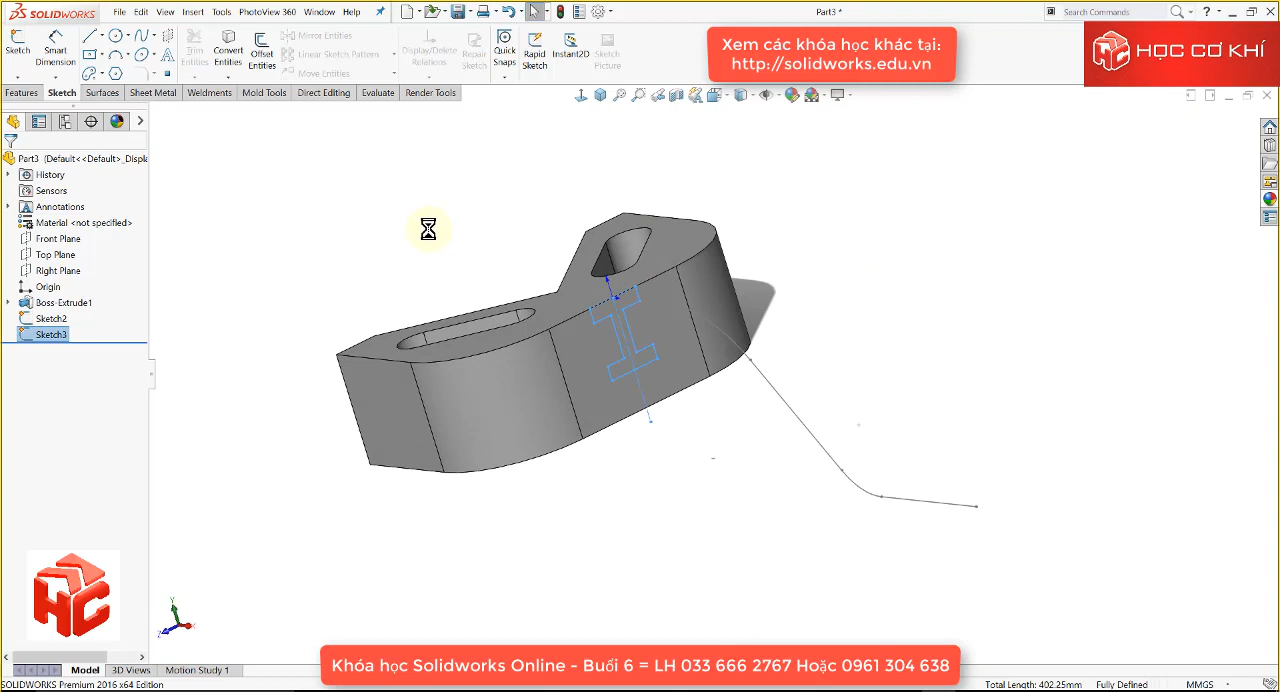 SOLIDWORKS
File Edit View Insert Tools PhotoView 360 Window Help
Part3 *
Search Commands
Sketch
Smart Dimension
Trim Entities
Convert Entities
Offset Entities
Mirror Entities
Linear Sketch Pattern
Move Entities
Display/Delete Relations
Repair Sketch
Quick Snaps
Rapid Sketch
Instant2D
Sketch Picture
Xem các khóa học khác tại:
http://solidworks.edu.vn
HỌC CƠ KHÍ
Features Sketch Surfaces Sheet Metal Weldments Mold Tools Direct Editing Evaluate Render Tools
Part3 (Default<<Default>_Displa
History
Sensors
Annotations
Material <not specified>
Front Plane
Top Plane
Right Plane
Origin
Boss-Extrude1
Sketch2
Sketch3
HC
Y
Z
X
Model 3D Views Motion Study 1
Khóa học Solidworks Online - Buổi 6 = LH 033 666 2767 Hoặc 0961 304 638
SOLIDWORKS Premium 2016 x64 Edition
Total Length: 402.25mm Fully Defined MMGS